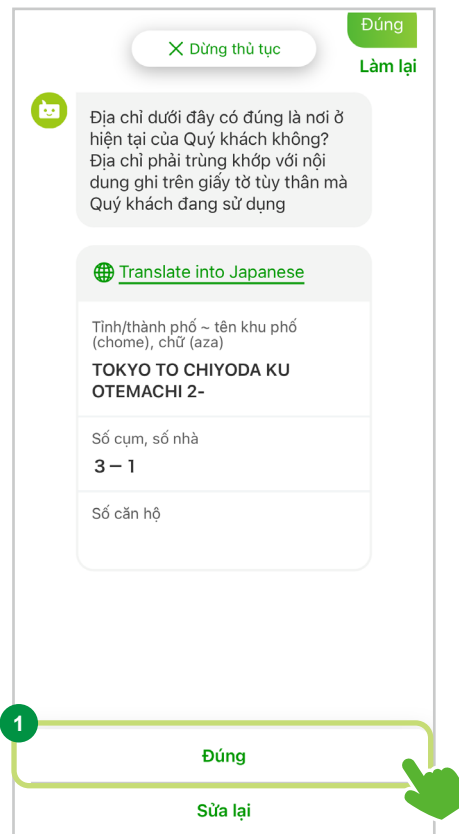 Đúng
Dừng thủ tục
Làm lại
Địa chỉ dưới đây có đúng là nơi ở
hiện tại của Quý khách không?
Địa chỉ phải trùng khớp với nội
dung ghi trên giấy tờ tùy thân mà
Quý khách đang sử dụng
Translate into Japanese
Tỉnh/thành phố ~ tên khu phố
(chome), chữ (aza)
TOKYO TO CHIYODA KU
OTEMACHI 2-
Số cụm, số nhà
3 – 1
Số căn hộ
1
Đúng
Sửa lại